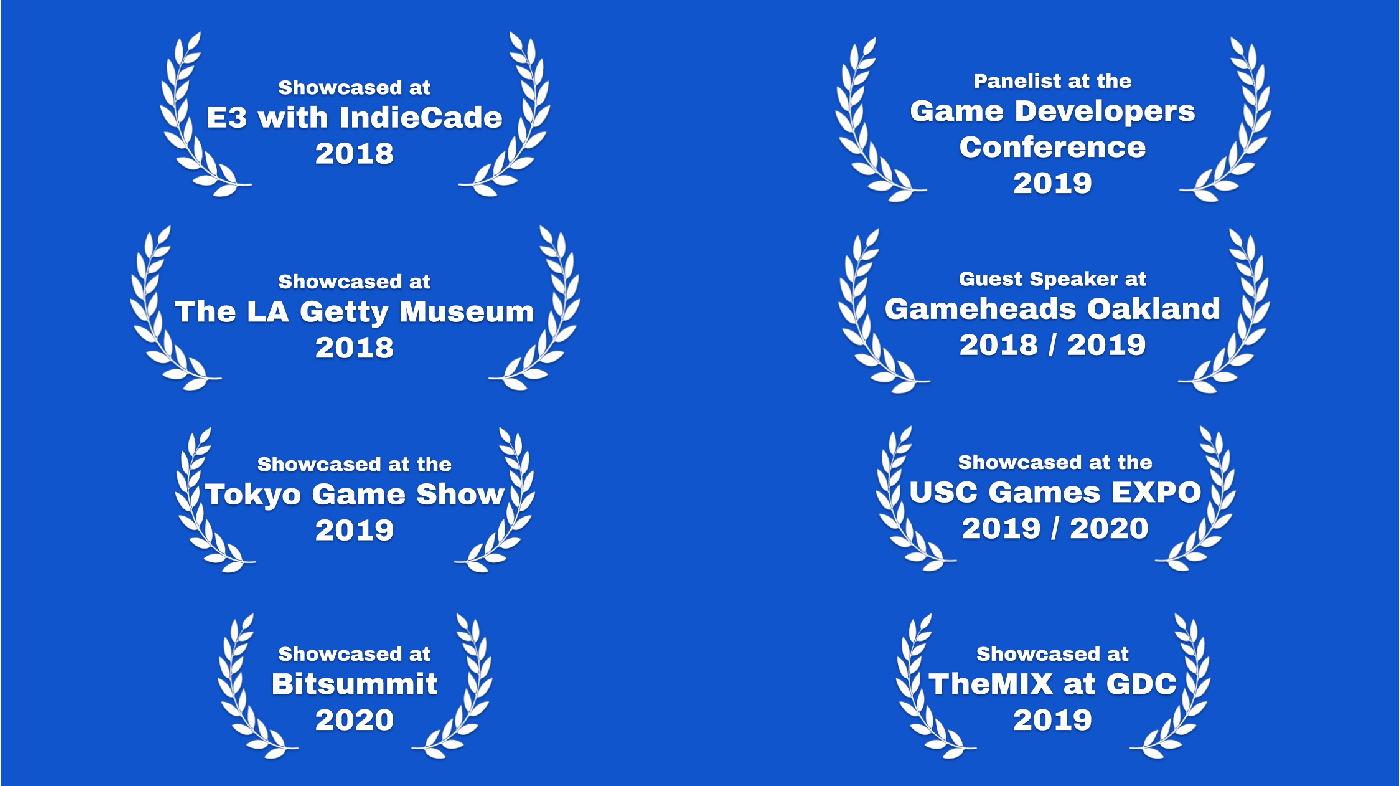 Showcased at
E3 with IndieCade
2018
Panelist at the
Game Developers
Conference
2019
Showcased at
The LA Getty Museum
2018
Guest Speaker at
Gameheads Oakland
2018 / 2019
Showcased at the
Tokyo Game Show
2019
Showcased at the
USC Games EXPO
2019 / 2020
Showcased at
Bitsummit
2020
Showcased at
TheMIX at GDC
2019